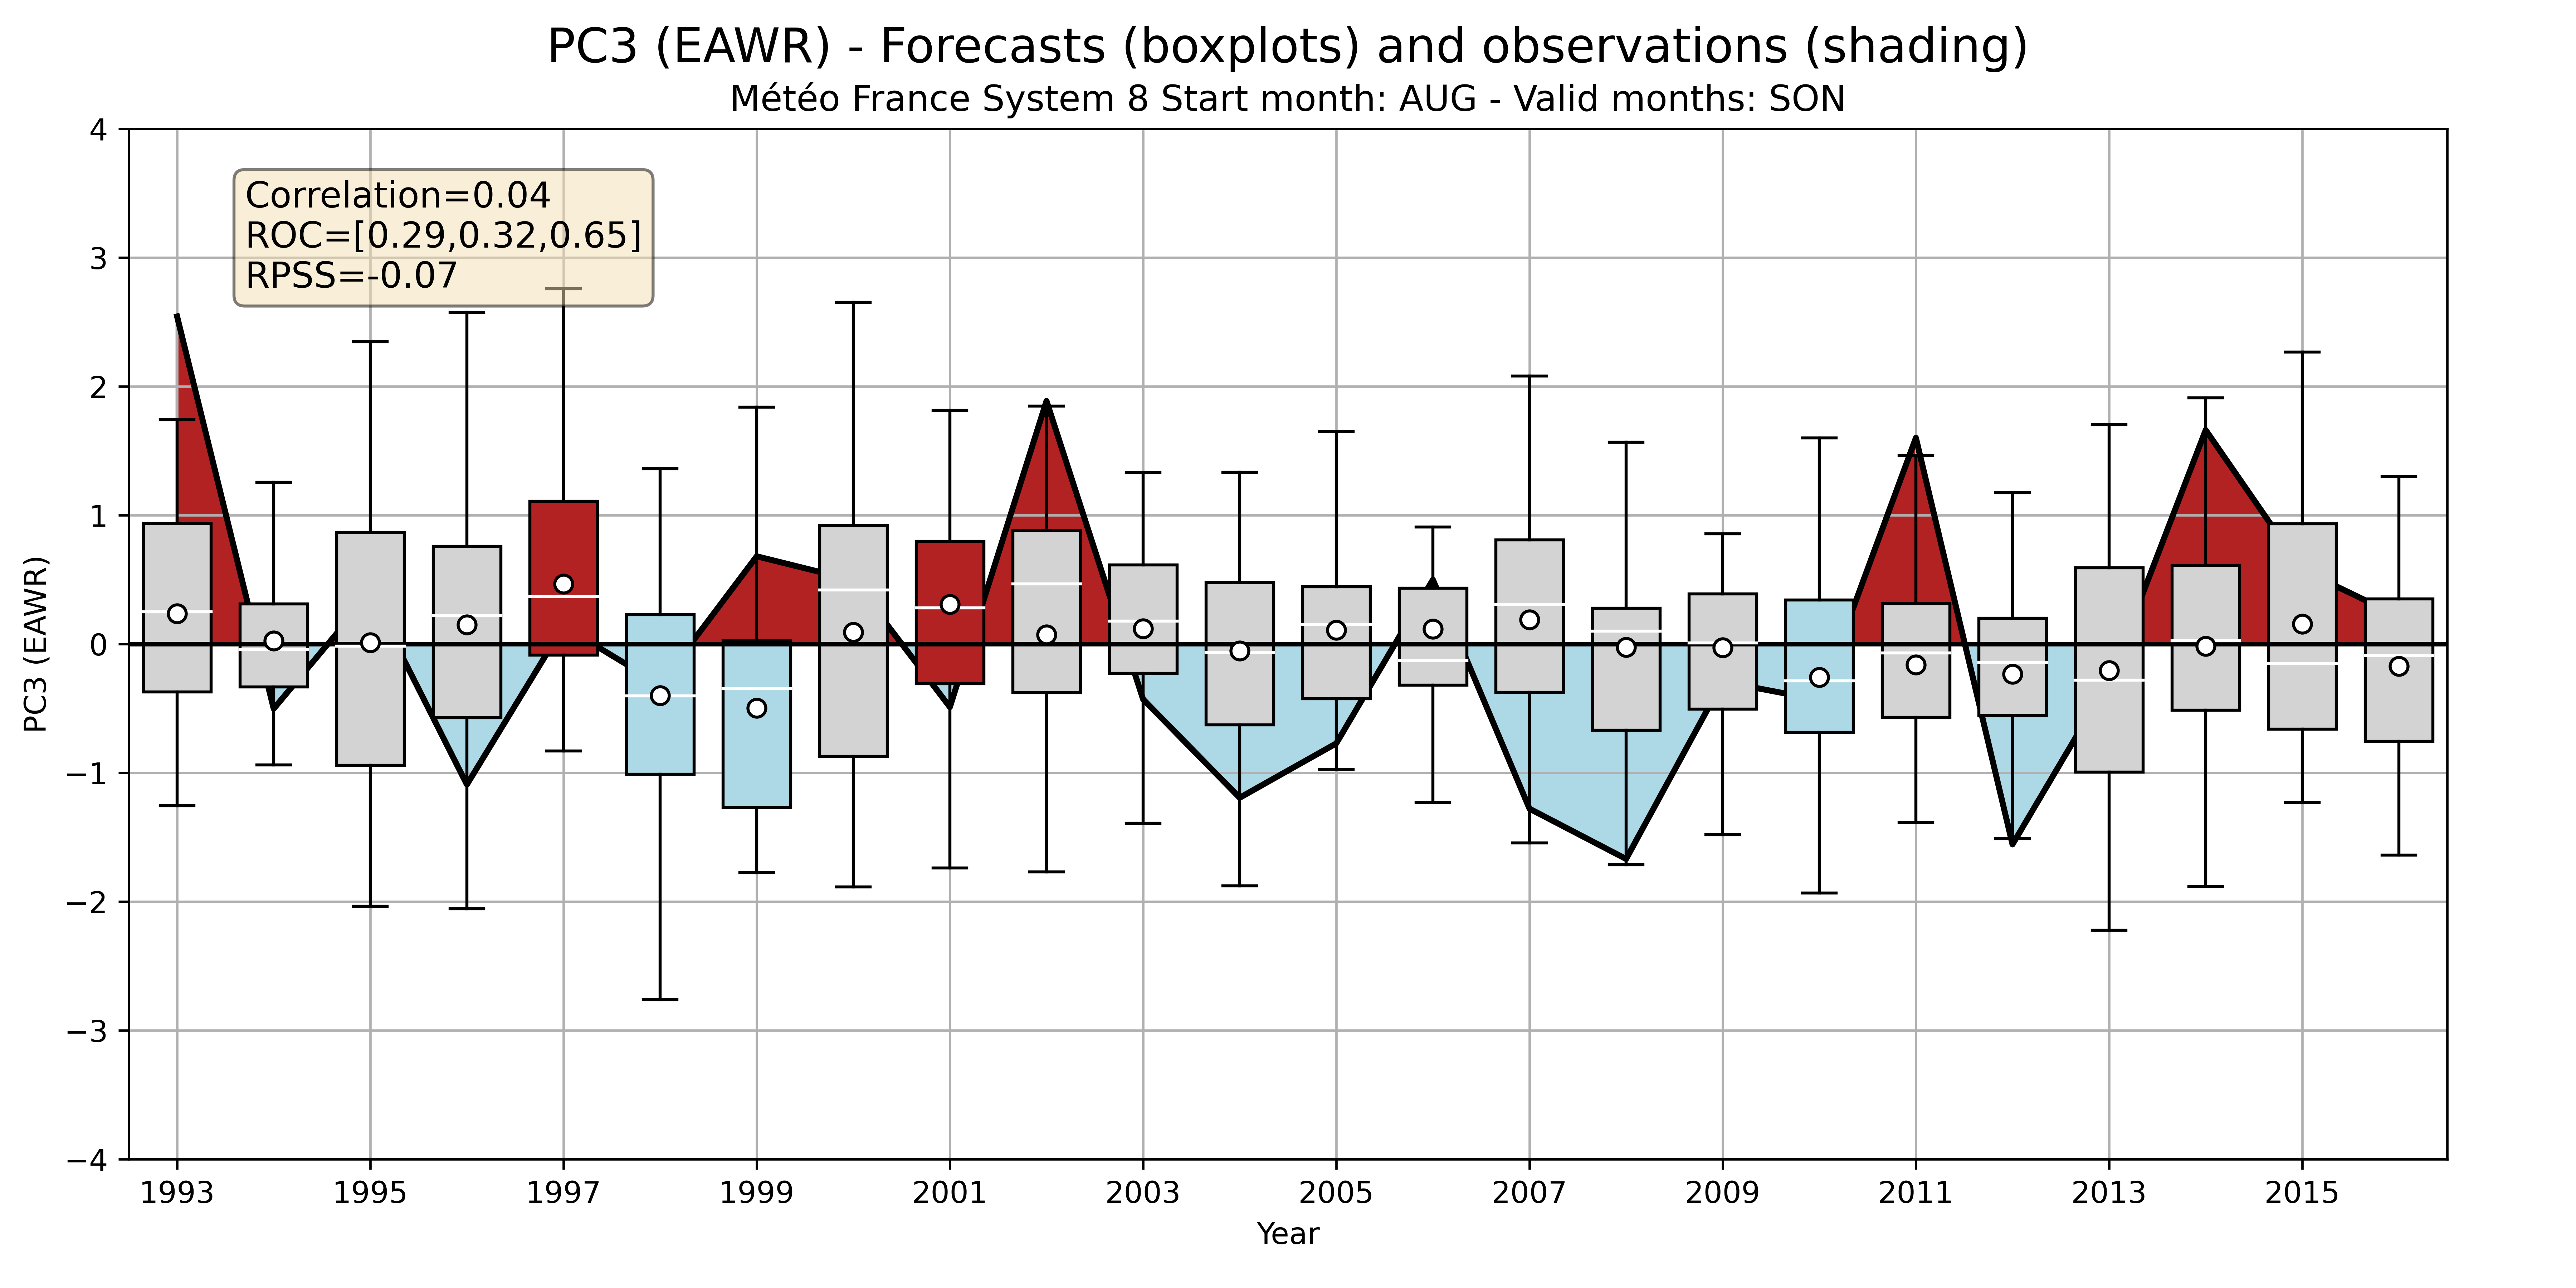 PC3 (EAWR) - Forecasts (boxplots) and observations (shading)
Météo France System 8 Start month: AUG - Valid months: SON
Correlation=0.04
ROC=[0.29,0.32,0.65]
RPSS=-0.07
PC3 (EAWR)
4
3
2
1
0
−1
−2
−3
−4
1993 1995 1997 1999 2001 2003 2005 2007 2009 2011 2013 2015
Year